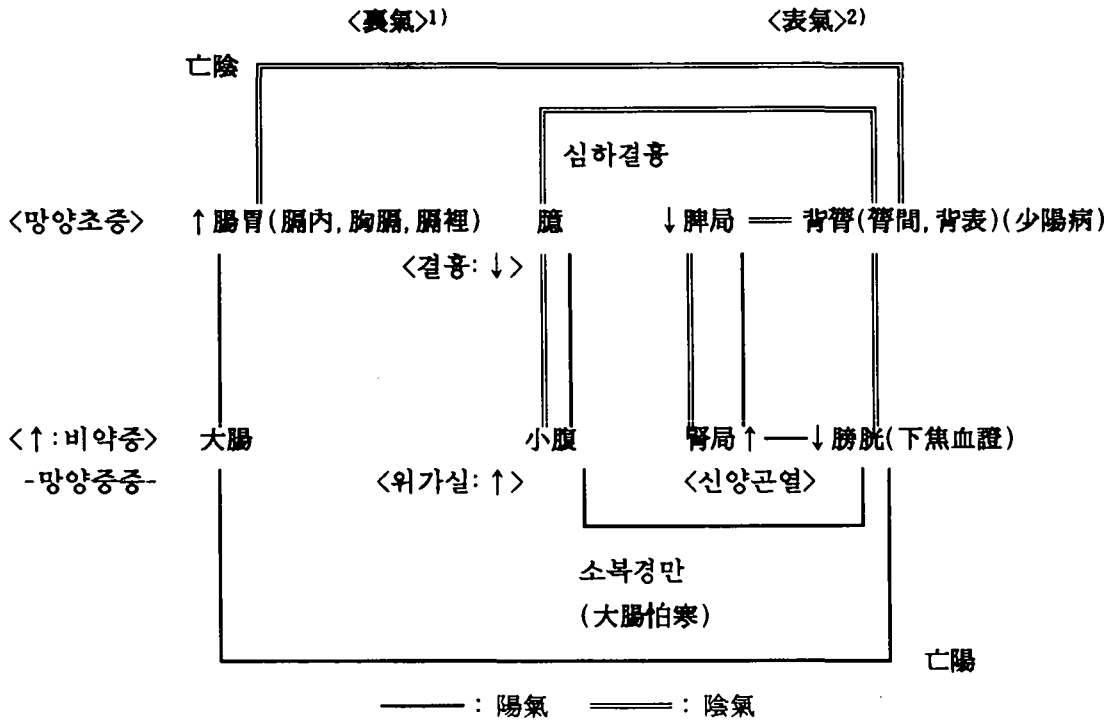 <裏氣>1) <表氣>2)
亡陰
심하결흉
<망양초증> ↑腸胃(膈內, 胸膈, 膈裡) 臆 ↓脾局 背膂(膂間, 背表)(少陽病)
<결흉: ↓>
<↑:비약증> 大腸 小腹 腎局↑ ↓膀胱(下焦血證)
-망양중증- <위가실: ↑> <신양곤열>
소복경만
(大腸怕寒)
亡陽
: 陽氣 : 陰氣